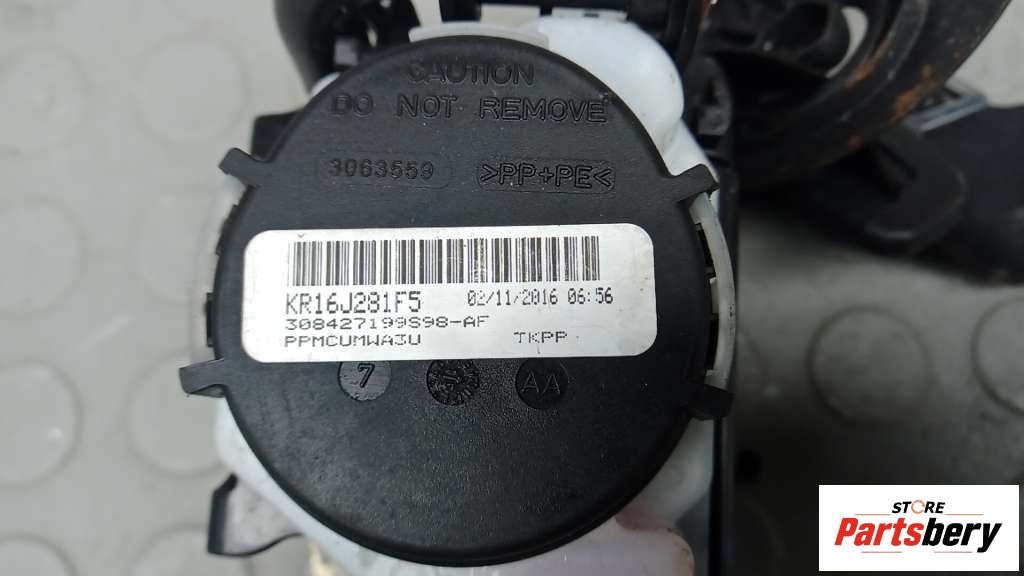 CAUTION
DO NOT REMOVE
3063559 >PP+PE<
KR16J281F5 02/11/2016 06:56
308427199S98-AF
PPMCUMWA3U TKPP
7 AA
STORE
Partsbery